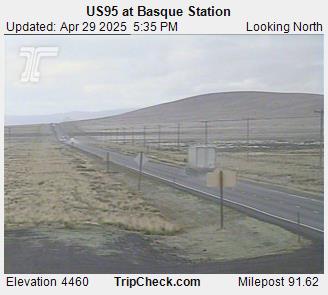 US95 at Basque Station
Updated: Apr 29 2025 5:35 PM Looking North
Elevation 4460 TripCheck.com Milepost 91.62